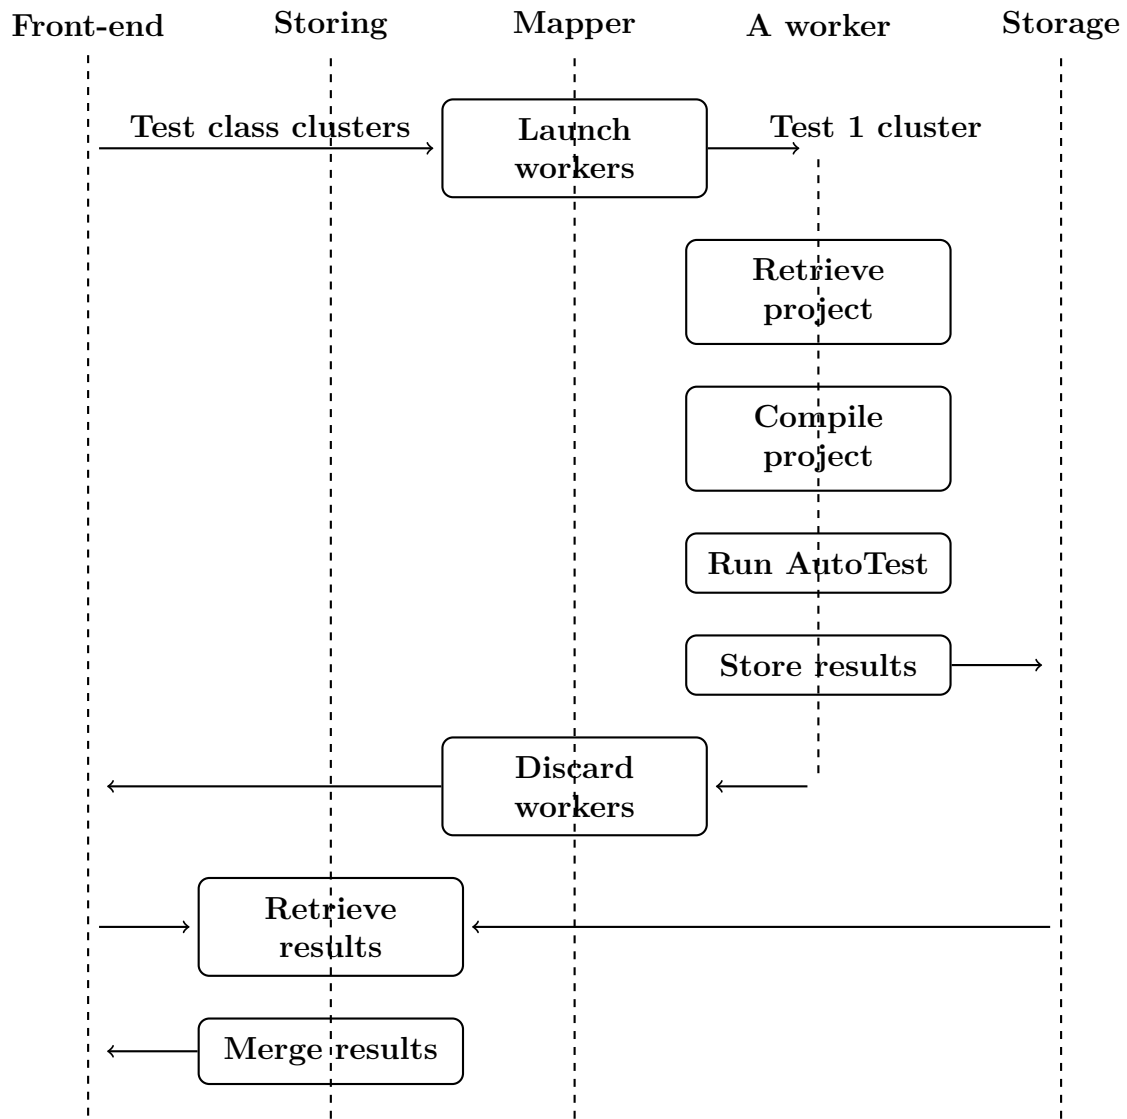 Front-end
Storing
Mapper
A worker
Storage
Test class clusters
Launch
workers
Test 1 cluster
Retrieve
project
Compile
project
Run AutoTest
Store results
Discard
workers
Retrieve
results
Merge results